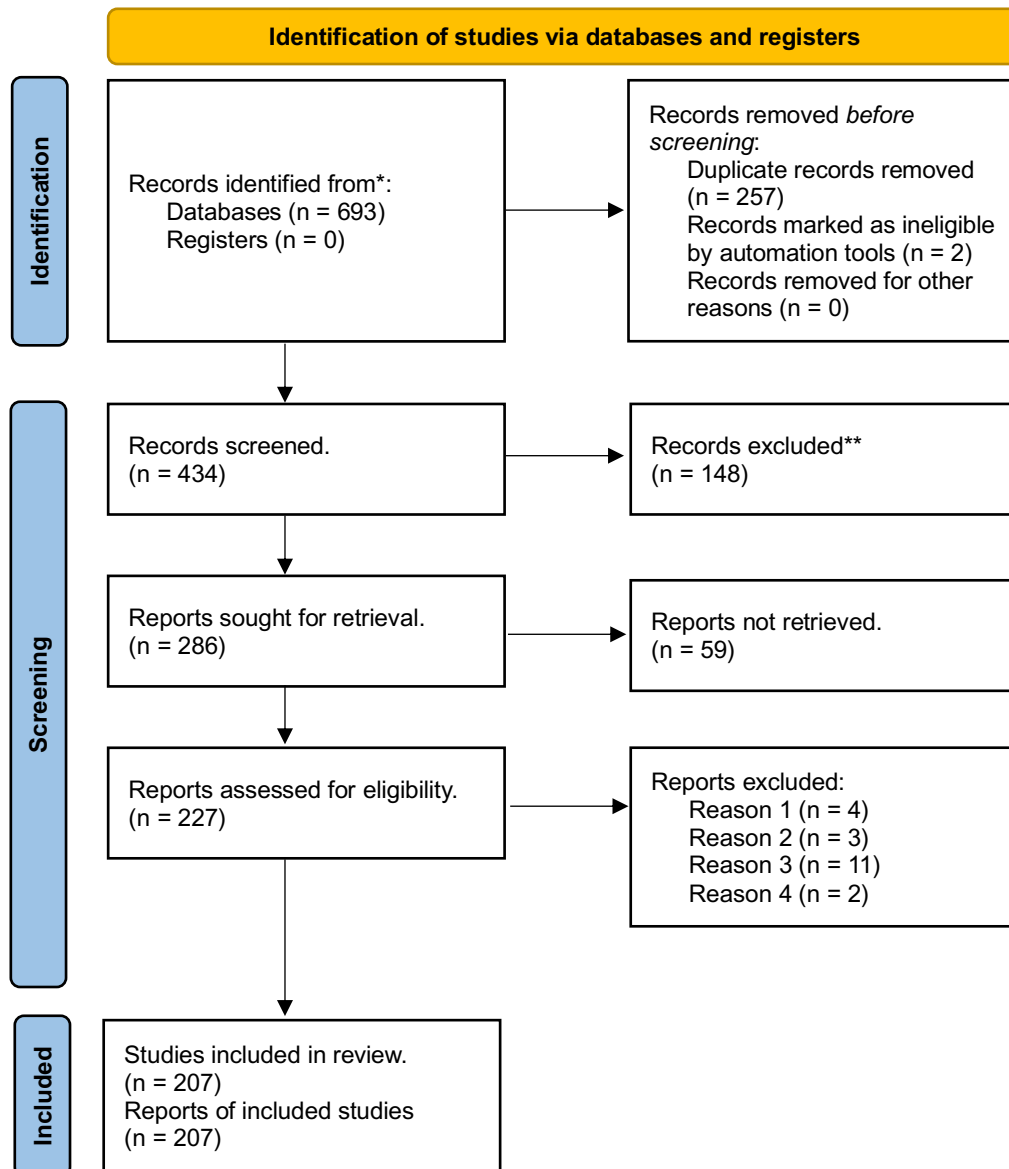 Identification of studies via databases and registers
Identification
Records identified from*:
Databases (n = 693)
Registers (n = 0)
Records removed before
screening:
Duplicate records removed
(n = 257)
Records marked as ineligible
by automation tools (n = 2)
Records removed for other
reasons (n = 0)
Screening
Records screened.
(n = 434)
Records excluded**
(n = 148)
Reports sought for retrieval.
(n = 286)
Reports not retrieved.
(n = 59)
Reports assessed for eligibility.
(n = 227)
Reports excluded:
Reason 1 (n = 4)
Reason 2 (n = 3)
Reason 3 (n = 11)
Reason 4 (n = 2)
Included
Studies included in review.
(n = 207)
Reports of included studies
(n = 207)